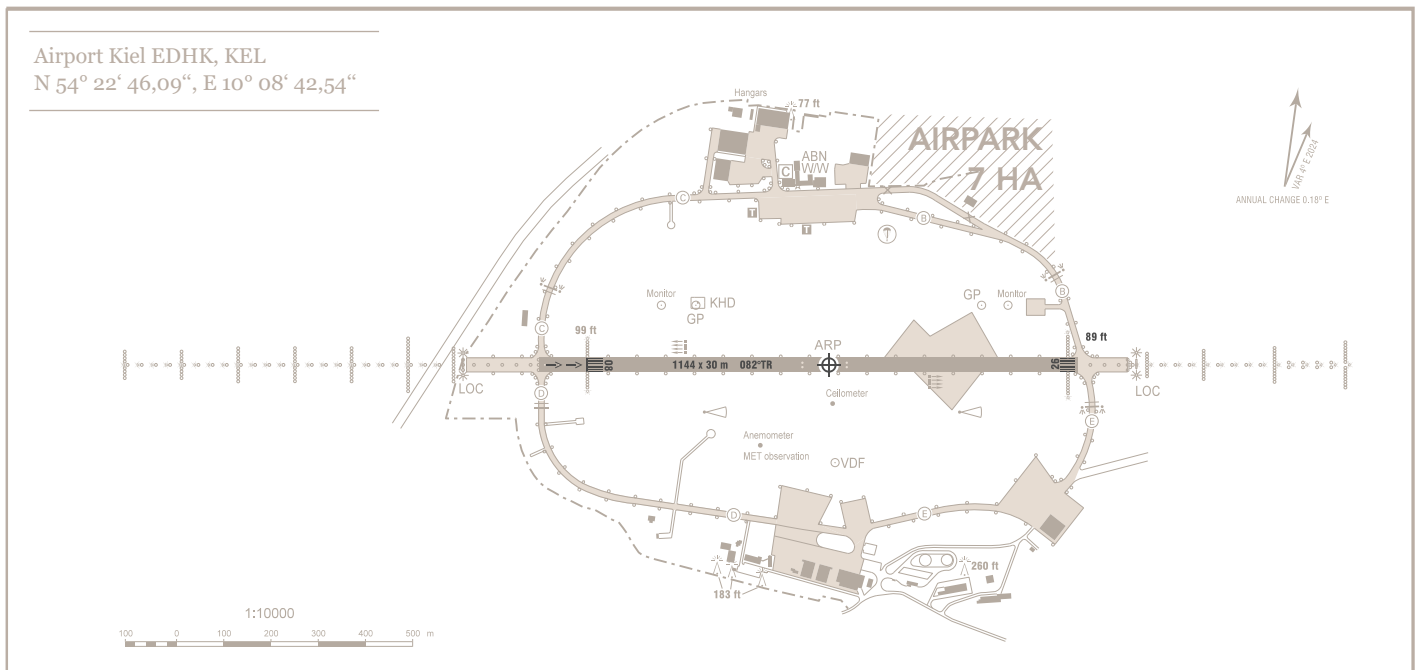 Airport Kiel EDHK, KEL
N 54° 22‘ 46,09“, E 10° 08‘ 42,54“
Hangars
77 ft
AIRPARK
7 HA
ABN
W/W
C
VAR 4° E 2024
ANNUAL CHANGE 0.18° E
C
B
T
T
Monitor
KHD
GP
GP
Monitor
B
C
99 ft
89 ft
ARP
08
1144 x 30 m 082°TR
26
LOC
LOC
D
Ceilometer
E
Anemometer
MET observation
VDF
D
E
260 ft
183 ft
1:10000
100 0 100 200 300 400 500 m